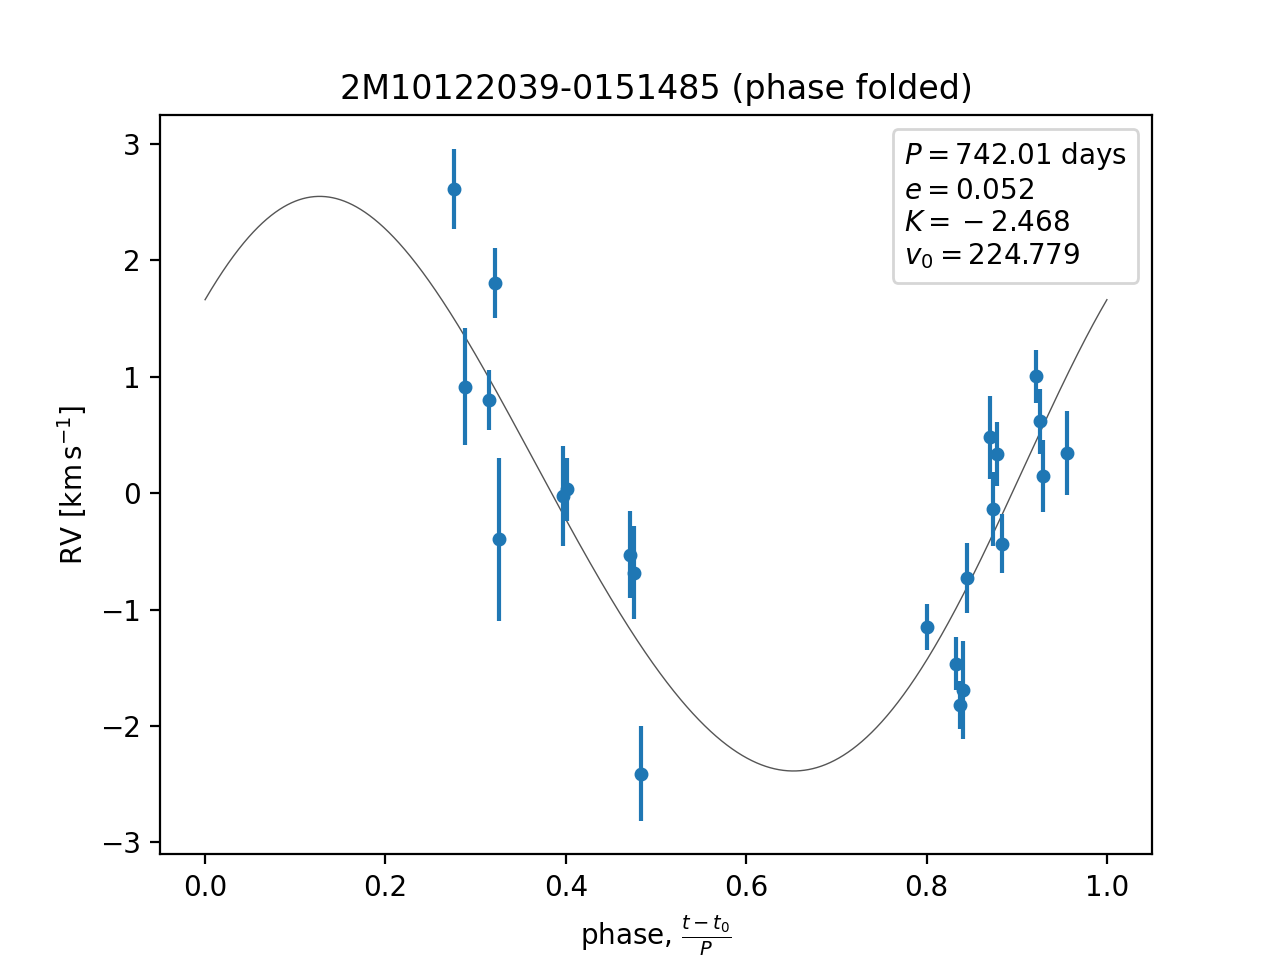 2M10122039-0151485 (phase folded)
P = 742.01 days
e = 0.052
K = −2.468
v₀ = 224.779
3
2
1
0
−1
−2
−3
RV [km s⁻¹]
0.0 0.2 0.4 0.6 0.8 1.0
phase, (t − t₀)/P